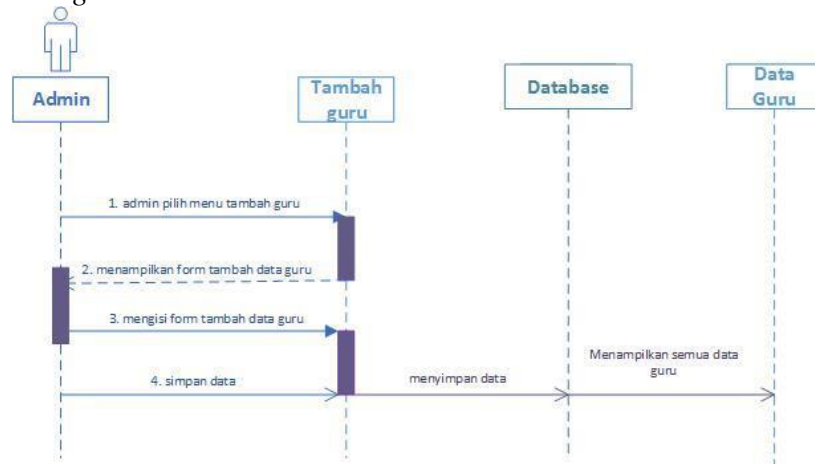 Admin
Tambah
guru
Database
Data
Guru
1. admin pilih menu tambah guru
2. menampilkan form tambah data guru
3. mengisi form tambah data guru
4. simpan data
menyimpan data
Menampilkan semua data
guru